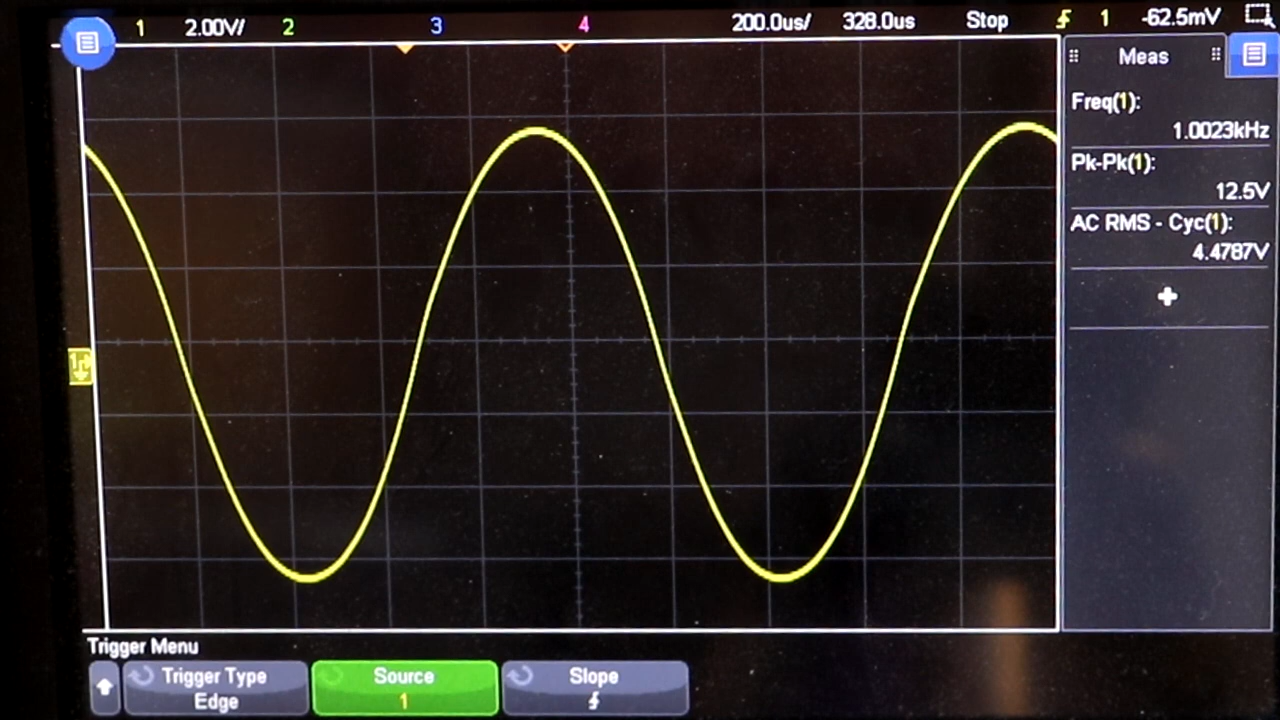 1 2.00V/ 2 3 4 200.0us/ 328.0us Stop 1 -62.5mV
Meas
Freq(1):
1.0023kHz
Pk-Pk(1):
12.5V
AC RMS - Cyc(1):
4.4787V
Trigger Menu
Trigger Type
Edge
Source
1
Slope